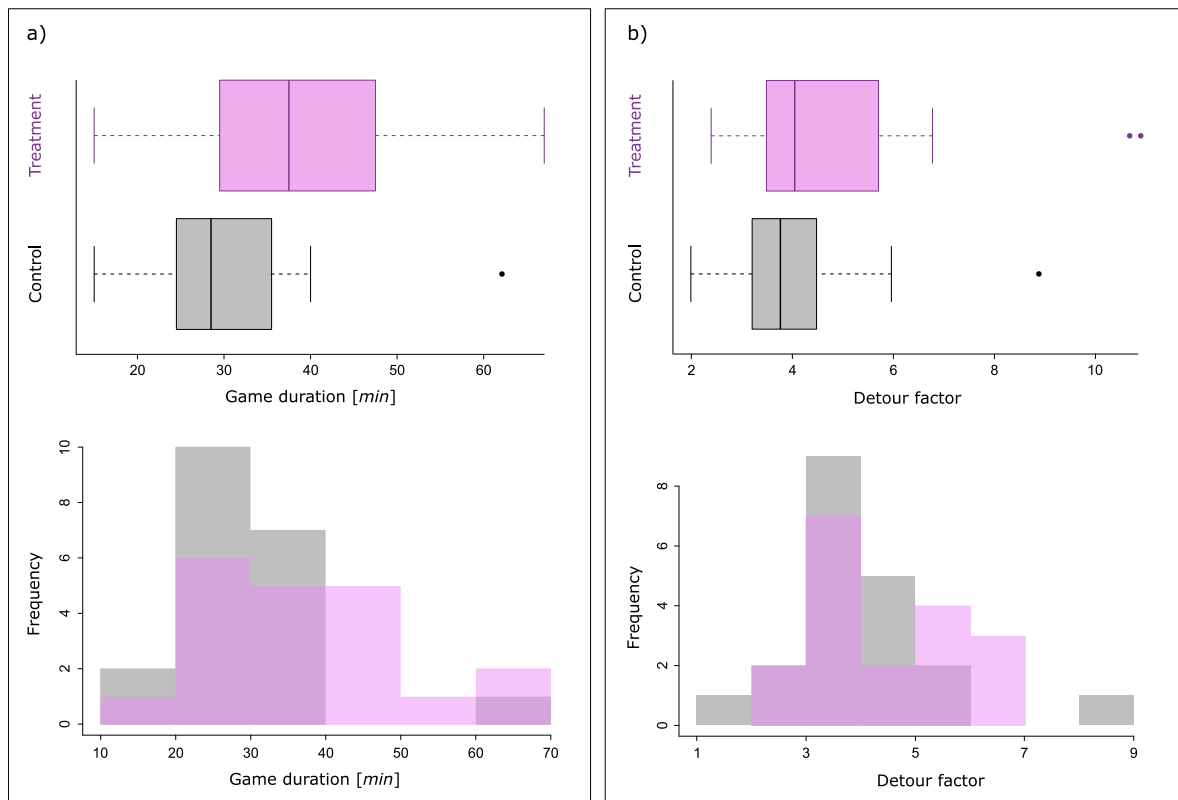 a)
Treatment
Control
20 30 40 50 60
Game duration [min]
Frequency
0 2 4 6 8 10
10 20 30 40 50 60 70
Game duration [min]
b)
Treatment
Control
2 4 6 8 10
Detour factor
Frequency
0 2 4 6 8
1 3 5 7 9
Detour factor